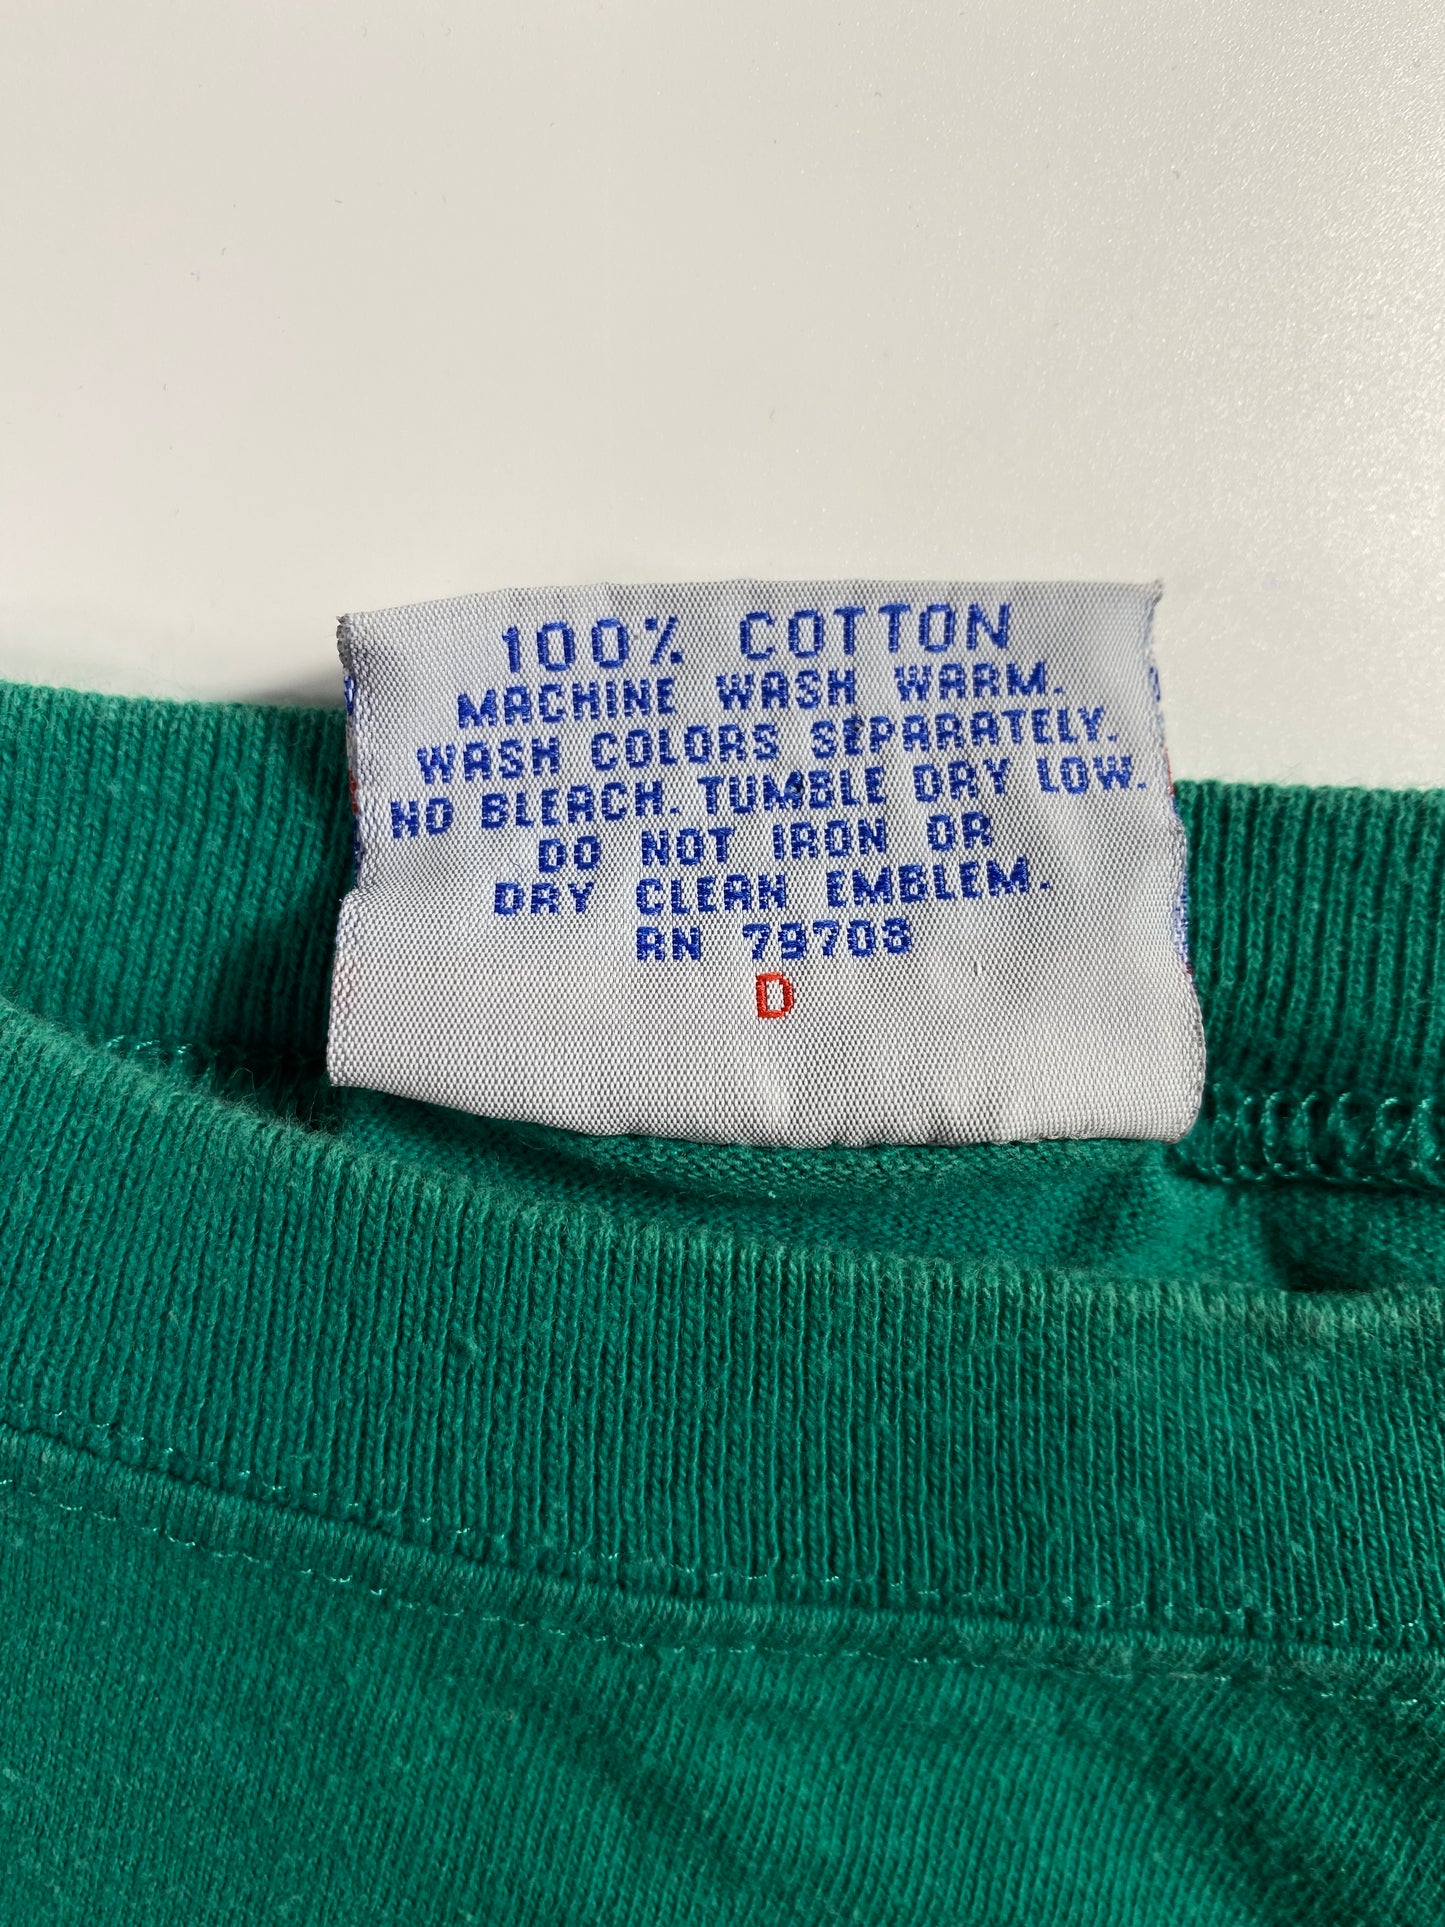 100% COTTON
MACHINE WASH WARM.
WASH COLORS SEPARATELY.
NO BLEACH. TUMBLE DRY LOW.
DO NOT IRON OR
DRY CLEAN EMBLEM.
RN 79703
D